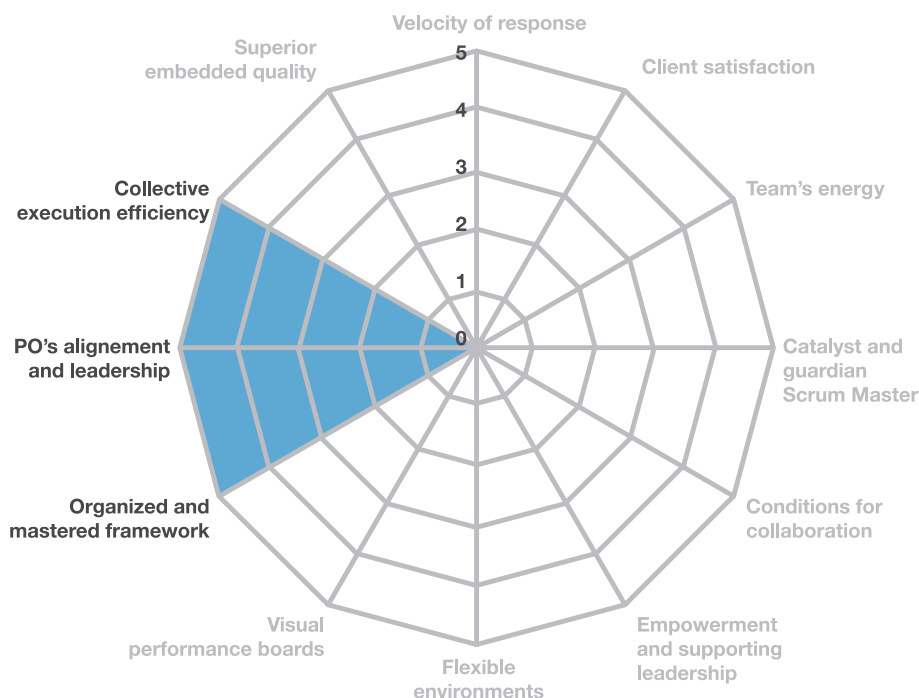 Velocity of response
Superior
embedded quality
Client satisfaction
5
4
3
2
1
0
Collective
execution efficiency
Team's energy
PO's alignement
and leadership
Catalyst and
guardian
Scrum Master
Organized and
mastered framework
Conditions for
collaboration
Visual
performance boards
Flexible
environments
Empowerment
and supporting
leadership